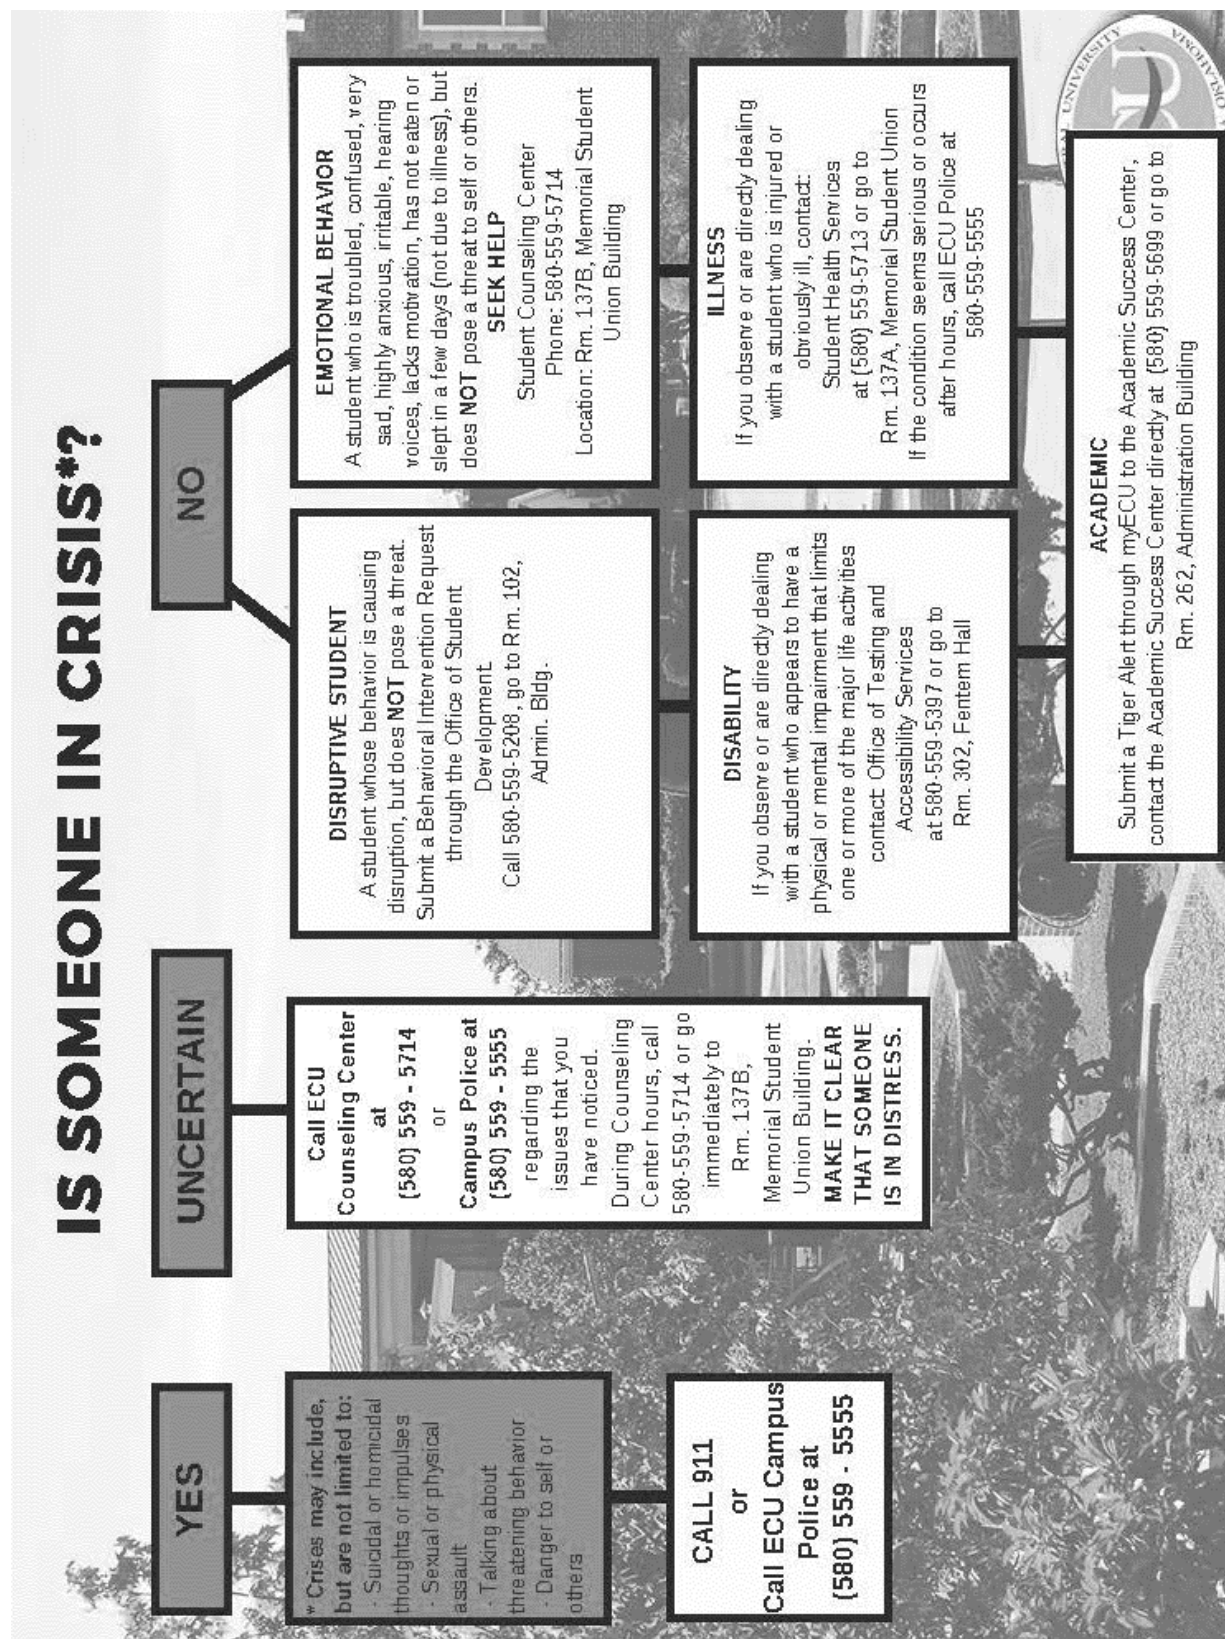 IS SOMEONE IN CRISIS*?
YES
* Crises may include,
but are not limited to:
- Suicidal or homicidal
thoughts or impulses
- Sexual or physical
assault
- Talking about
threatening behavior
- Danger to self or
others
CALL 911
or
Call ECU Campus
Police at
(580) 559 - 5555
UNCERTAIN
Call ECU
Counseling Center
at
(580) 559 - 5714
or
Campus Police at
(580) 559 - 5555
regarding the
issues that you
have noticed.
During Counseling
Center hours, call
580-559-5714 or go
immediately to
Rm. 137B,
Memorial Student
Union Building.
MAKE IT CLEAR
THAT SOMEONE
IS IN DISTRESS.
NO
DISRUPTIVE STUDENT
A student whose behavior is causing
disruption, but does NOT pose a threat.
Submit a Behavioral Intervention Request
through the Office of Student
Development.
Call 580-559-5208, go to Rm. 102,
Admin. Bldg.
EMOTIONAL BEHAVIOR
A student who is troubled, confused, very
sad, highly anxious, irritable, hearing
voices, lacks motivation, has not eaten or
slept in a few days (not due to illness), but
does NOT pose a threat to self or others.
SEEK HELP
Student Counseling Center
Phone: 580-559-5714
Location: Rm. 137B, Memorial Student
Union Building
DISABILITY
If you observe or are directly dealing
with a student who appears to have a
physical or mental impairment that limits
one or more of the major life activities
contact Office of Testing and
Accessibility Services
at 580-559-5397 or go to
Rm. 302, Fentem Hall
ILLNESS
If you observe or are directly dealing
with a student who is injured or
obviously ill, contact:
Student Health Services
at (580) 559-5713 or go to
Rm. 137A, Memorial Student Union
If the condition seems serious or occurs
after hours, call ECU Police at
580-559-5555
ACADEMIC
Submit a Tiger Alert through myECU to the Academic Success Center,
contact the Academic Success Center directly at (580) 559-5699 or go to
Rm. 262, Administration Building
UNIVERSITY